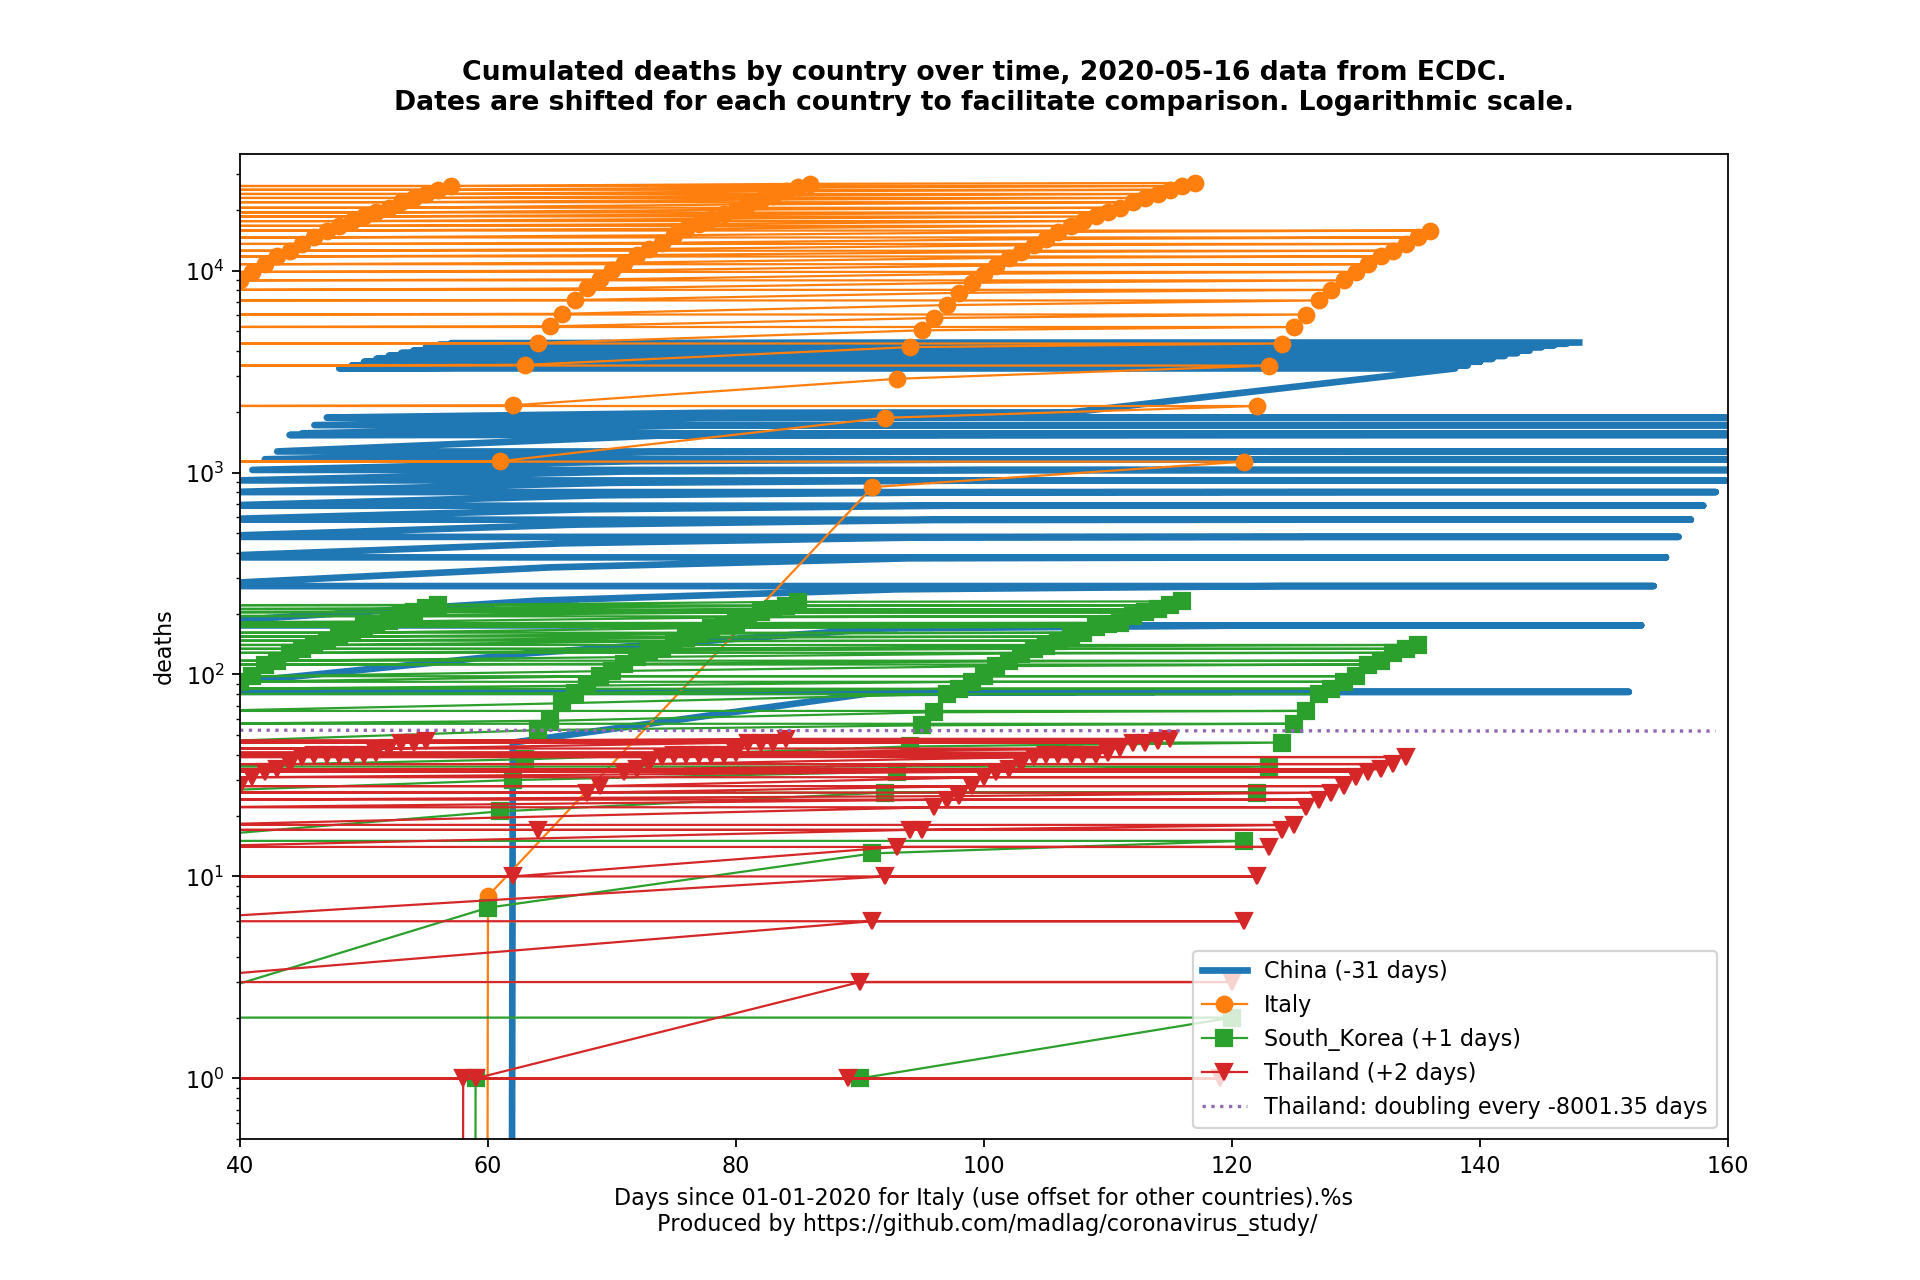 Cumulated deaths by country over time, 2020-05-16 data from ECDC.
Dates are shifted for each country to facilitate comparison. Logarithmic scale.
10^4
10^3
10^2
10^1
10^0
deaths
China (-31 days)
Italy
South_Korea (+1 days)
Thailand (+2 days)
Thailand: doubling every -8001.35 days
40 60 80 100 120 140 160
Days since 01-01-2020 for Italy (use offset for other countries).%s
Produced by https://github.com/madlag/coronavirus_study/